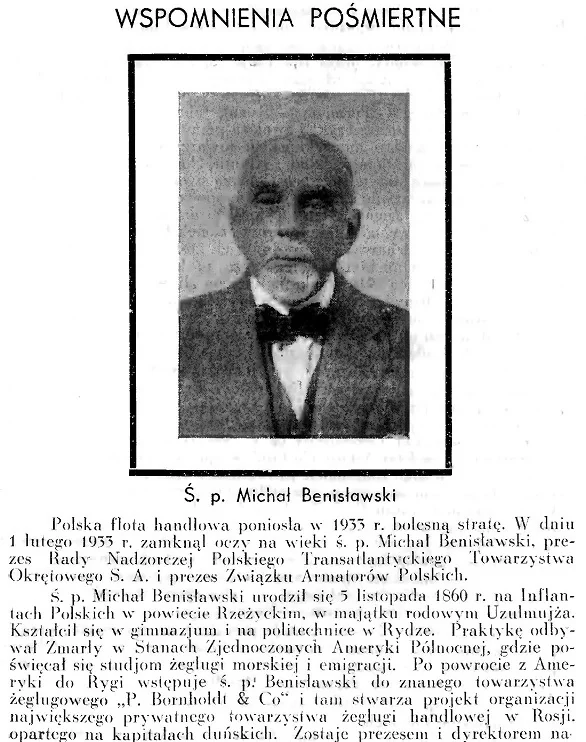 WSPOMNIENIA POŚMIERTNE
Ś. p. Michał Benisławski
Polska flota handlowa poniosła w 1933 r. bolesną stratę. W dniu
1 lutego 1933 r. zamknął oczy na wieki ś. p. Michał Benisławski, pre-
zes Rady Nadzorczej Polskiego Transatlantyckiego Towarzystwa
Okrętowego S. A. i prezes Związku Armatorów Polskich.
Ś. p. Michał Benisławski urodził się 5 listopada 1860 r. na Inflan-
tach Polskich w powiecie Rzeżyckim, w majątku rodowym Uzulmujża.
Kształcił się w gimnazjum i na politechnice w Rydze. Praktykę odby-
wał Zmarły w Stanach Zjednoczonych Ameryki Północnej, gdzie po-
święcał się studjom żeglugi morskiej i emigracji. Po powrocie z Ame-
ryki do Rygi wstępuje ś. p. Benisławski do znanego towarzystwa
żeglugowego „P. Bornholdt & Co“ i tam stwarza projekt organizacji
największego prywatnego towarzystwa żeglugi handlowej w Rosji,
opartego na kapitałach duńskich. Zostaje prezesem i dyrektorem na-